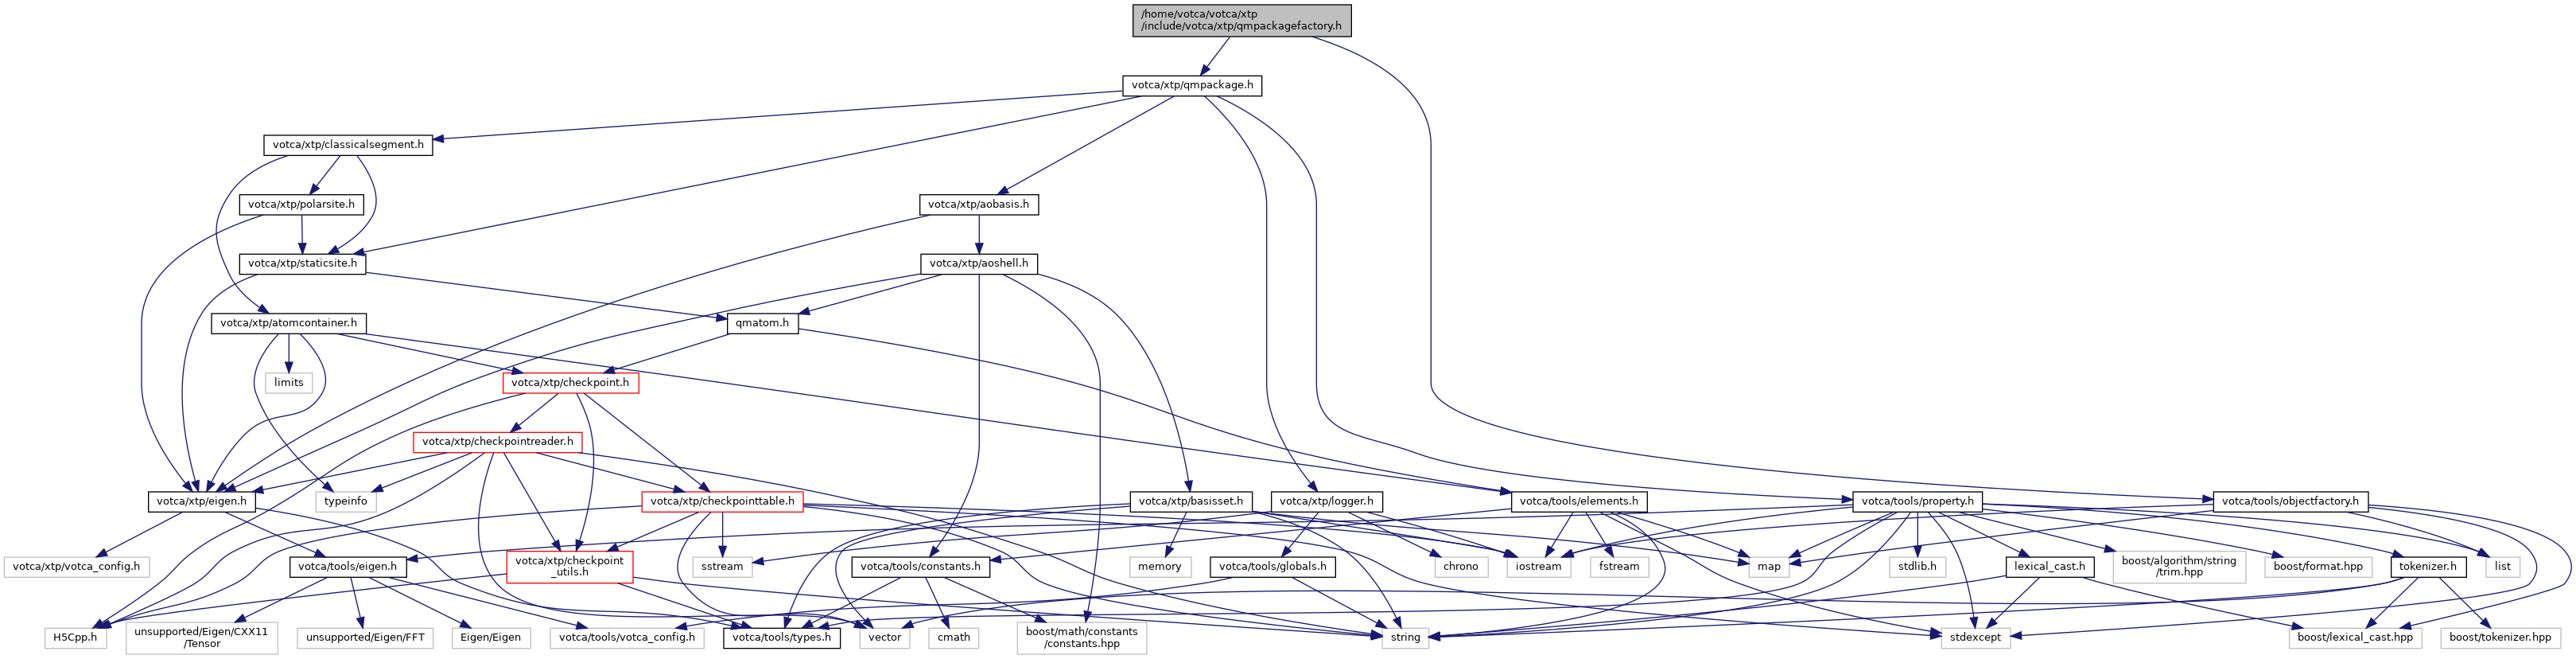 /home/votca/votca/xtp
/include/votca/xtp/qmpackagefactory.h
votca/xtp/qmpackage.h
votca/xtp/classicalsegment.h
votca/xtp/polarsite.h
votca/xtp/aobasis.h
votca/xtp/staticsite.h
votca/xtp/aoshell.h
votca/xtp/atomcontainer.h
qmatom.h
limits
votca/xtp/checkpoint.h
votca/xtp/checkpointreader.h
votca/xtp/eigen.h
typeinfo
votca/xtp/checkpointtable.h
votca/xtp/basisset.h
votca/xtp/logger.h
votca/tools/elements.h
votca/tools/property.h
votca/tools/objectfactory.h
votca/xtp/votca_config.h
votca/tools/eigen.h
votca/xtp/checkpoint
_utils.h
sstream
votca/tools/constants.h
memory
votca/tools/globals.h
chrono
iostream
fstream
map
stdlib.h
lexical_cast.h
boost/algorithm/string
/trim.hpp
boost/format.hpp
tokenizer.h
list
H5Cpp.h
unsupported/Eigen/CXX11
/Tensor
unsupported/Eigen/FFT
Eigen/Eigen
votca/tools/votca_config.h
votca/tools/types.h
vector
cmath
boost/math/constants
/constants.hpp
string
stdexcept
boost/lexical_cast.hpp
boost/tokenizer.hpp